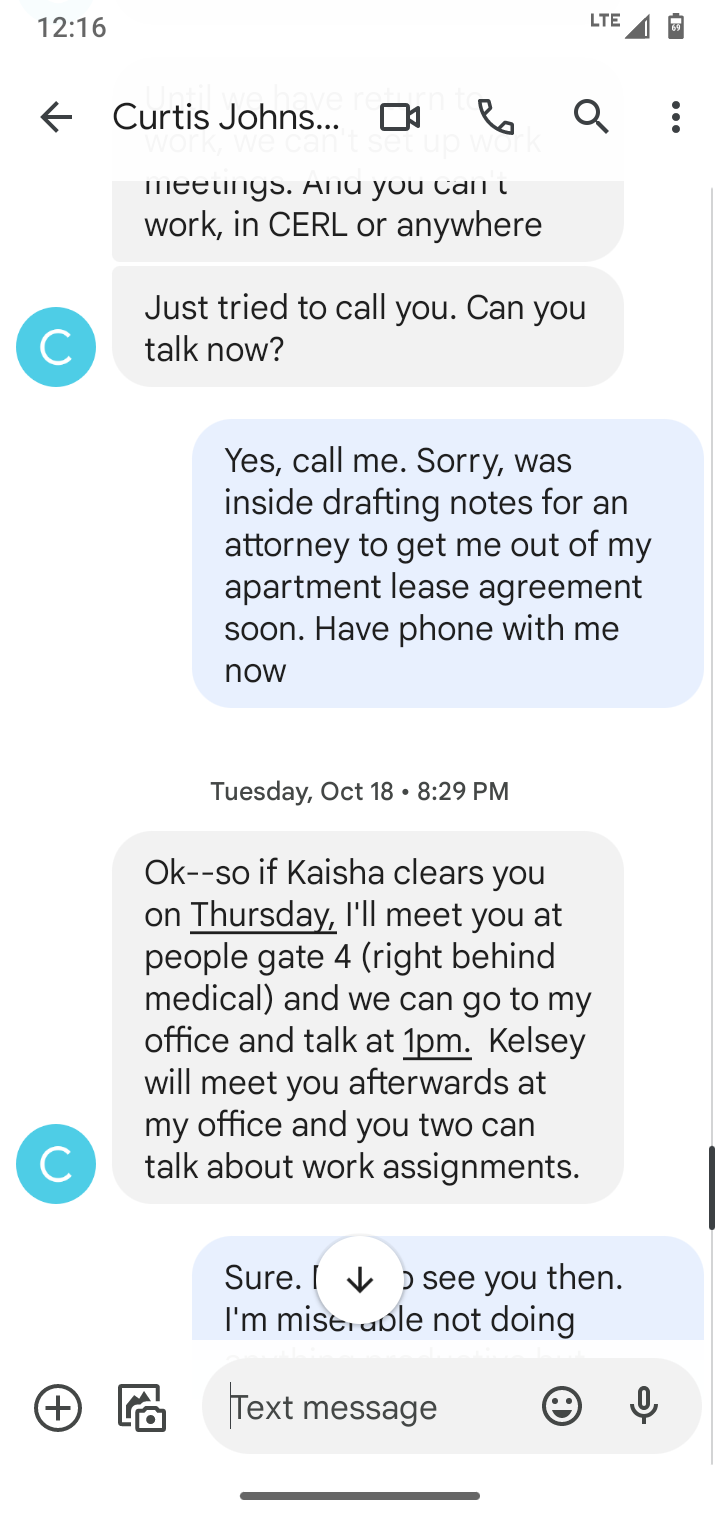 12:16
LTE
69
Until we have return to
Curtis Johns...
work, we can't set up work
meetings. And you can't
work, in CERL or anywhere
Just tried to call you. Can you
talk now?
C
Yes, call me. Sorry, was
inside drafting notes for an
attorney to get me out of my
apartment lease agreement
soon. Have phone with me
now
Tuesday, Oct 18 • 8:29 PM
Ok--so if Kaisha clears you
on Thursday, I'll meet you at
people gate 4 (right behind
medical) and we can go to my
office and talk at 1pm. Kelsey
will meet you afterwards at
my office and you two can
talk about work assignments.
C
Sure. see you then.
I'm miserable not doing
anything productive but
Text message